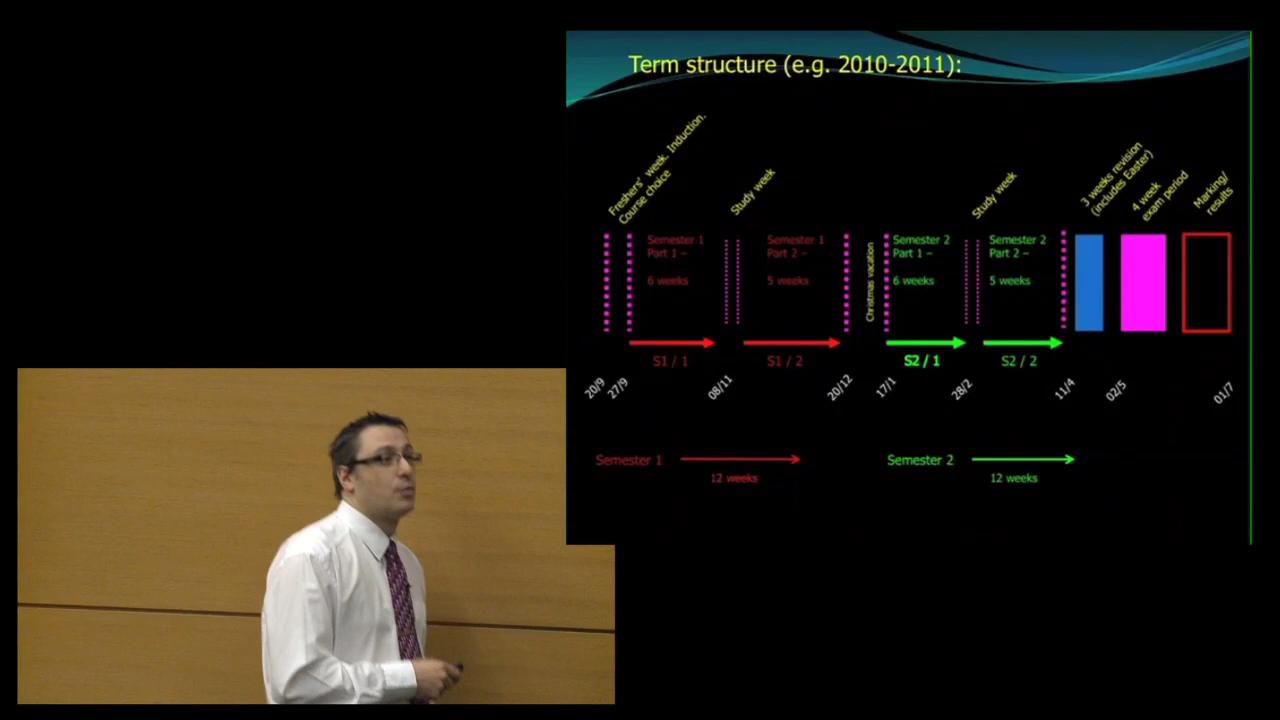 Term structure (e.g. 2010-2011):
Freshers' week. Induction.
Course choice
Study week
Study week
3 weeks revision
(includes Easter)
4 week
exam period
Marking/
results
Semester 1
Part 1 –
6 weeks
Semester 1
Part 2 –
5 weeks
Christmas vacation
Semester 2
Part 1 –
6 weeks
Semester 2
Part 2 –
5 weeks
S1 / 1
S1 / 2
S2 / 1
S2 / 2
20/9
27/9
08/11
20/12
17/1
28/2
11/4
02/5
01/7
Semester 1
12 weeks
Semester 2
12 weeks